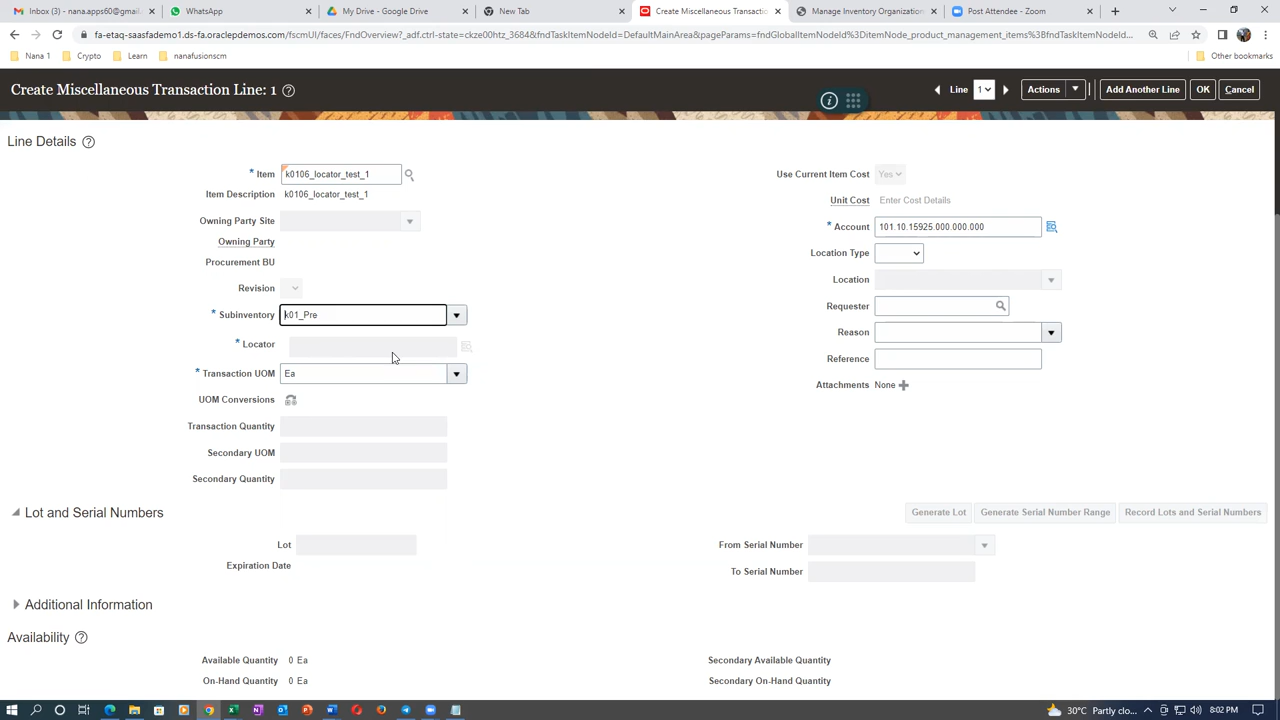 Inbox (60) - nana.apps60@gmail.
WhatsApp
My Drive - Google Drive
New Tab
Create Miscellaneous Transactio
Manage Inventory Organization
Post Attendee - Zoom
fa-etaq-saasfademo1.ds-fa.oraclepdemos.com/fscmUI/faces/FndOverview?_adf.ctrl-state=ckze00htz_3684&fndTaskItemNodeId=DefaultMainArea&pageParams=fndGlobalItemNodeId%3DitemNode_product_management_items%3BfndTaskItemNodeId...
Nana 1
Crypto
Learn
nanafusionscm
Other bookmarks
Create Miscellaneous Transaction Line: 1
Line 1
Actions
Add Another Line
OK
Cancel
Line Details
* Item k0106_locator_test_1
Item Description k0106_locator_test_1
Owning Party Site
Owning Party
Procurement BU
Revision
* Subinventory k01_Pre
* Locator
* Transaction UOM Ea
UOM Conversions
Transaction Quantity
Secondary UOM
Secondary Quantity
Use Current Item Cost Yes
Unit Cost Enter Cost Details
* Account 101.10.15925.000.000.000
Location Type
Location
Requester
Reason
Reference
Attachments None
Lot and Serial Numbers
Generate Lot
Generate Serial Number Range
Record Lots and Serial Numbers
Lot
Expiration Date
From Serial Number
To Serial Number
Additional Information
Availability
Available Quantity 0 Ea
On-Hand Quantity 0 Ea
Secondary Available Quantity
Secondary On-Hand Quantity
30°C Partly clo...
8:02 PM